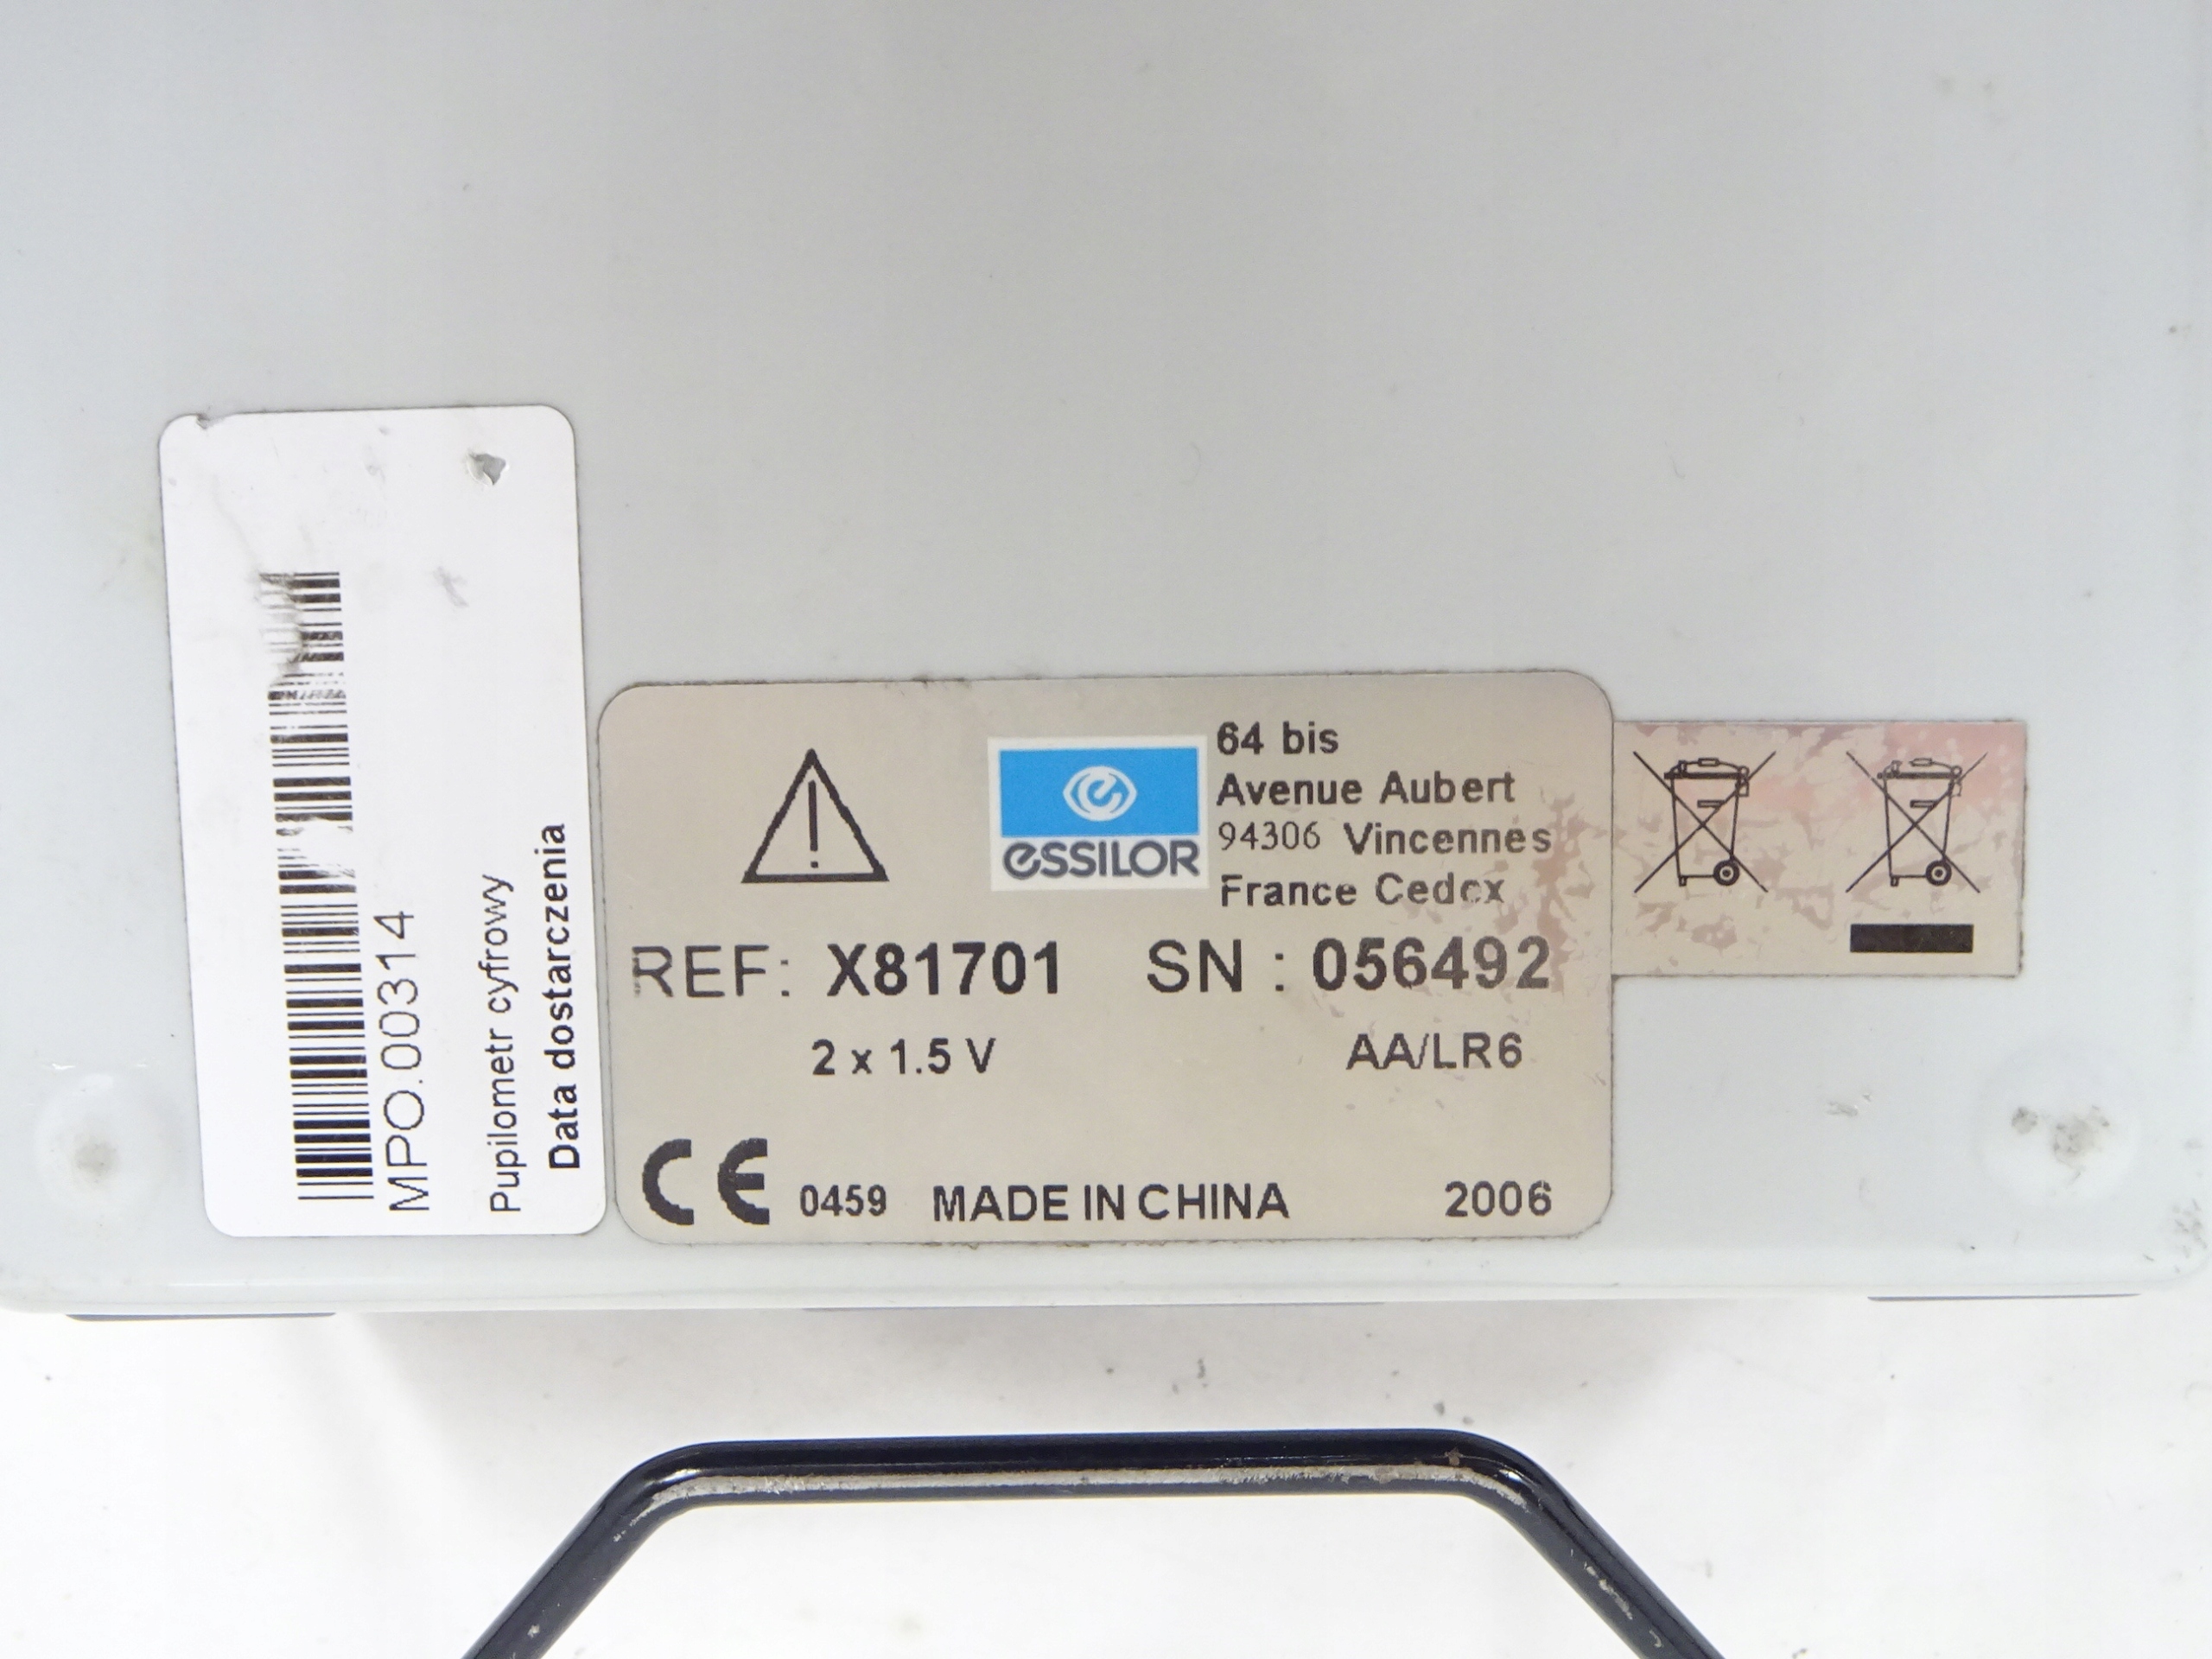 MPO.00314
Pupilometr cyfrowy
Data dostarczenia
essilor
64 bis
Avenue Aubert
94306 Vincennes
France Cedex
REF: X81701 SN : 056492
2 x 1.5 V AA/LR6
CE 0459 MADE IN CHINA 2006